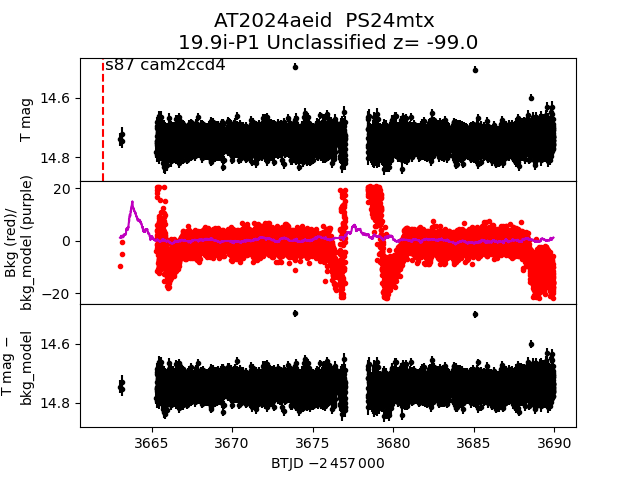 AT2024aeid  PS24mtx
19.9i-P1 Unclassified z= -99.0
s87 cam2ccd4
T mag
14.6
14.8
Bkg (red)/
bkg_model (purple)
20
0
−20
T mag −
bkg_model
14.6
14.8
3665 3670 3675 3680 3685 3690
BTJD −2 457 000